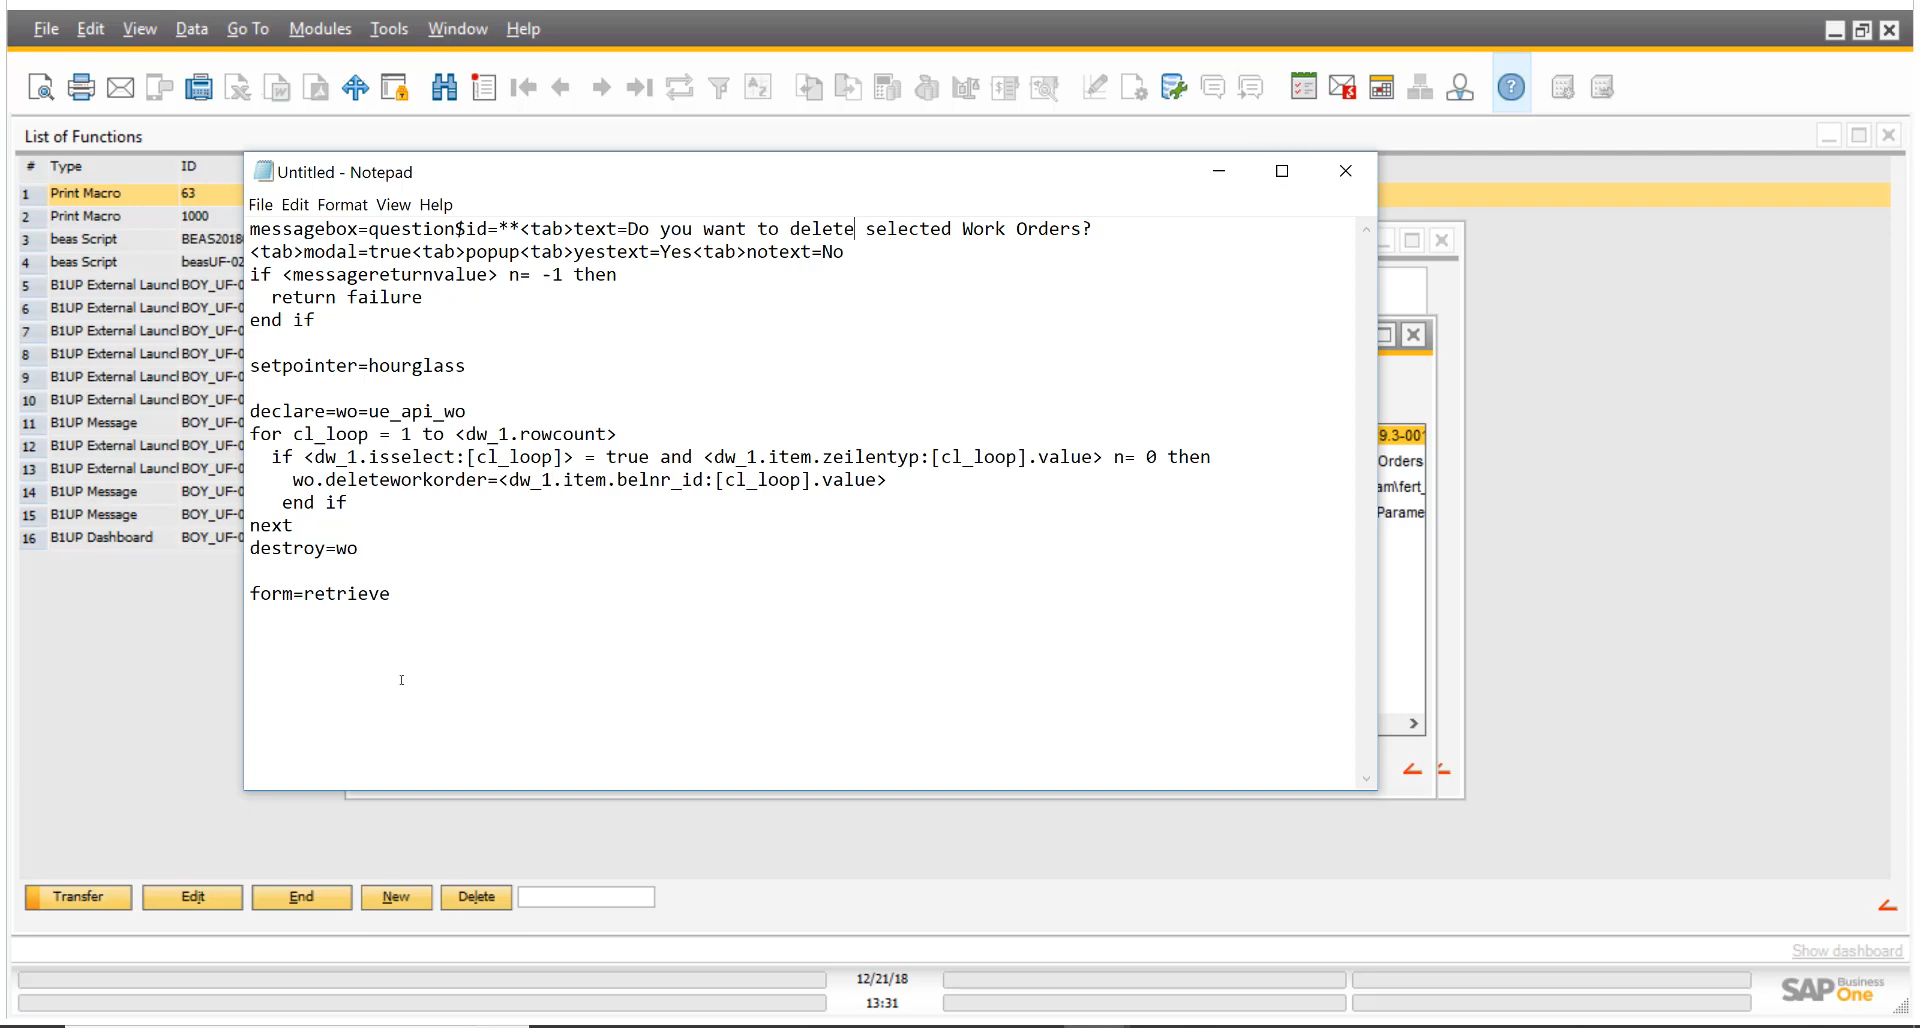 File Edit View Data Go To Modules Tools Window Help
List of Functions
# Type ID
1 Print Macro 63
2 Print Macro 1000
3 beas Script BEAS2018
4 beas Script beasUF-02
5 B1UP External Launcl BOY_UF-0
6 B1UP External Launcl BOY_UF-0
7 B1UP External Launcl BOY_UF-0
8 B1UP External Launcl BOY_UF-0
9 B1UP External Launcl BOY_UF-0
10 B1UP External Launcl BOY_UF-0
11 B1UP Message BOY_UF-0
12 B1UP External Launcl BOY_UF-0
13 B1UP External Launcl BOY_UF-0
14 B1UP Message BOY_UF-0
15 B1UP Message BOY_UF-0
16 B1UP Dashboard BOY_UF-0
Untitled - Notepad
File Edit Format View Help
messagebox=question$id=**<tab>text=Do you want to delete selected Work Orders?
<tab>modal=true<tab>popup<tab>yestext=Yes<tab>notext=No
if <messagereturnvalue> n= -1 then
  return failure
end if
setpointer=hourglass
declare=wo=ue_api_wo
for cl_loop = 1 to <dw_1.rowcount>
  if <dw_1.isselect:[cl_loop]> = true and <dw_1.item.zeilentyp:[cl_loop].value> n= 0 then
    wo.deleteworkorder=<dw_1.item.belnr_id:[cl_loop].value>
   end if
next
destroy=wo
form=retrieve
9.3-00
Orders
am\fert_
Parame
Transfer Edit End New Delete
Show dashboard
12/21/18
13:31
SAP Business One